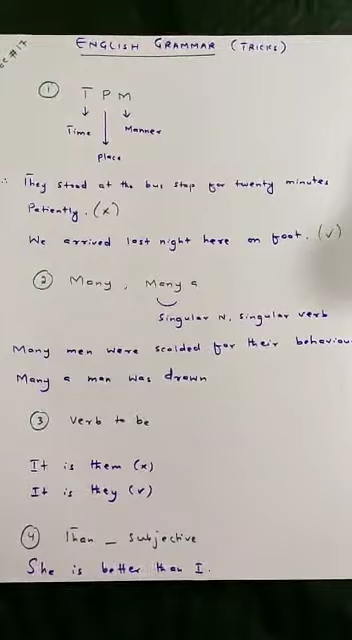 #17
ENGLISH GRAMMAR (TRICKS)
① T P M
Time Manner
Place
∴ They stood at the bus stop for twenty minutes
Patiently. (x)
We arrived last night here on foot. (√)
② Many, Many a
Singular N, singular verb
Many men were scolded for their behaviou
Many a man was drawn
③ Verb to be
It is them (x)
It is they (√)
④ Than _ subjective
She is better than I.